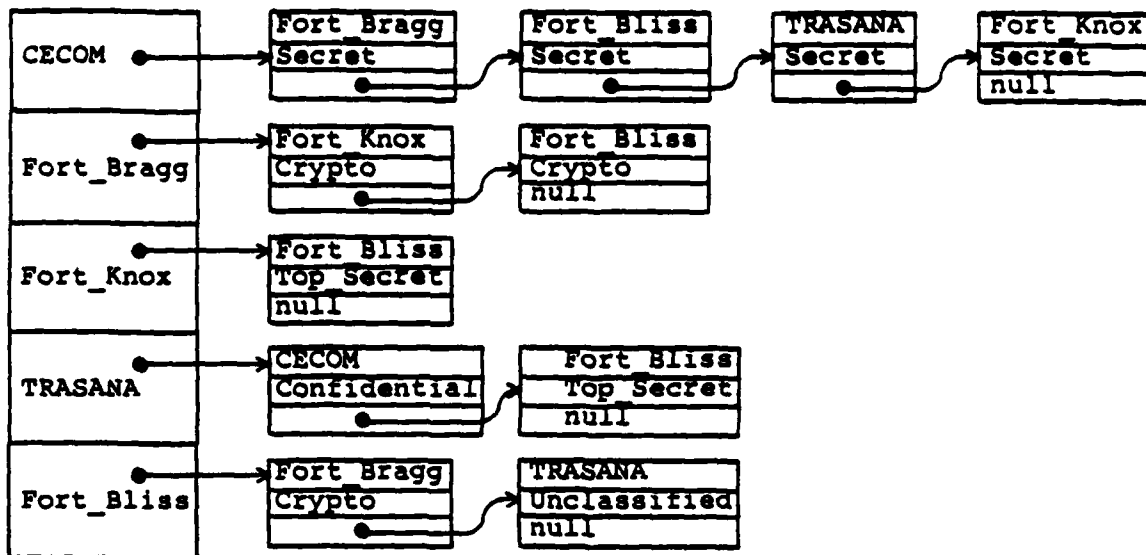 CECOM
Fort_Bragg
Secret
Fort_Bliss
Secret
TRASANA
Secret
Fort_Knox
Secret
null
Fort_Bragg
Fort_Knox
Crypto
Fort_Bliss
Crypto
null
Fort_Knox
Fort_Bliss
Top_Secret
null
TRASANA
CECOM
Confidential
Fort_Bliss
Top_Secret
null
Fort_Bliss
Fort_Bragg
Crypto
TRASANA
Unclassified
null